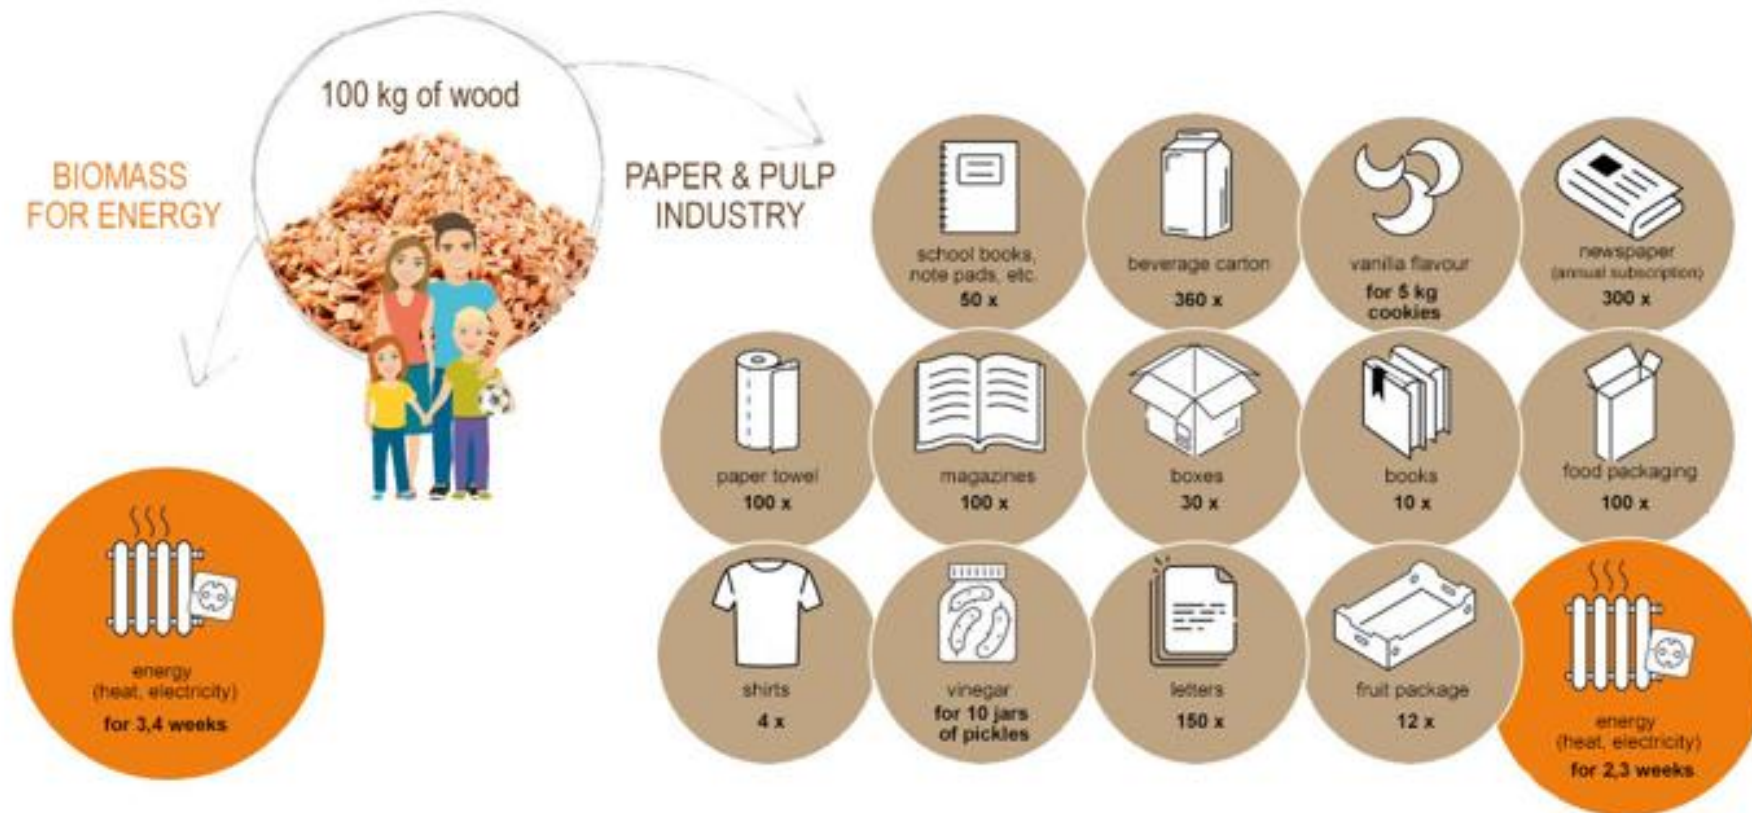 100 kg of wood
BIOMASS
FOR ENERGY
PAPER & PULP
INDUSTRY
school books,
note pads, etc.
50 x
beverage carton
360 x
vanilla flavour
for 5 kg
cookies
newspaper
(annual subscription)
300 x
paper towel
100 x
magazines
100 x
boxes
30 x
books
10 x
food packaging
100 x
shirts
4 x
vinegar
for 10 jars
of pickles
letters
150 x
fruit package
12 x
energy
(heat, electricity)
for 2,3 weeks
energy
(heat, electricity)
for 3,4 weeks